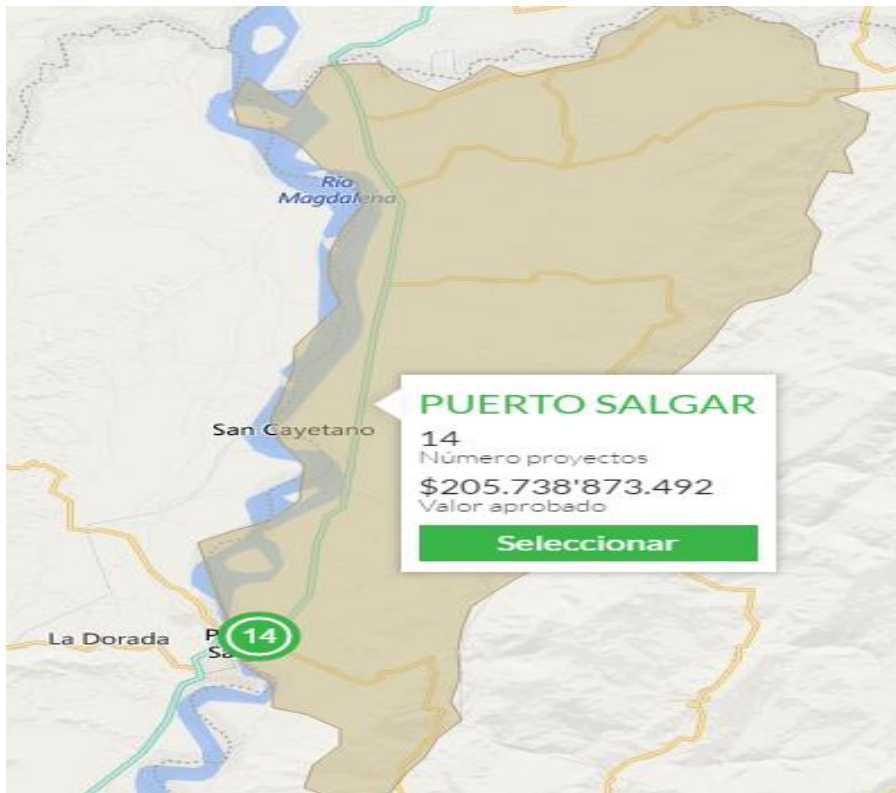 Río
Magdalena
San Cayetano
PUERTO SALGAR
14
Número proyectos
$205.738'873.492
Valor aprobado
Seleccionar
La Dorada
14